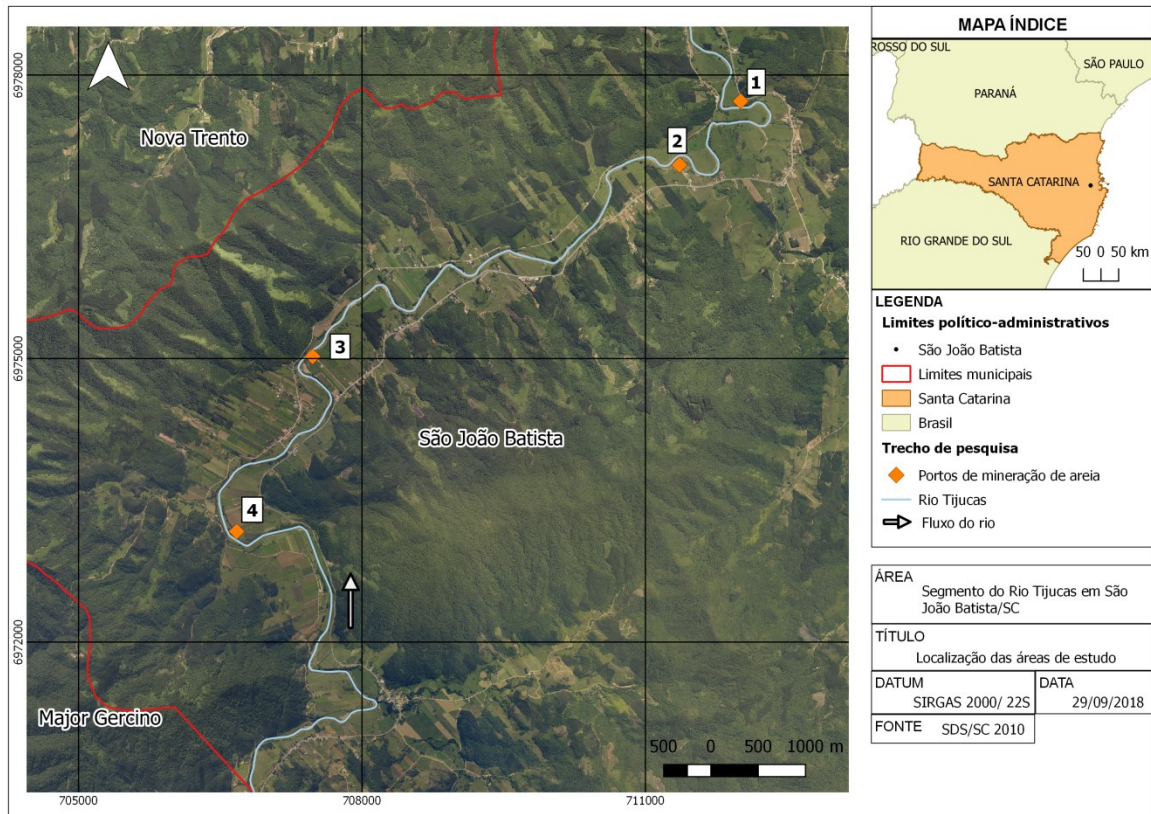 6978000
6975000
6972000
705000
708000
711000
Nova Trento
São João Batista
Major Gercino
1
2
3
4
500 0 500 1000 m
MAPA ÍNDICE
ROSSO DO SUL
SÃO PAULO
PARANÁ
SANTA CATARINA
RIO GRANDE DO SUL
50 0 50 km
LEGENDA
Limites político-administrativos
São João Batista
Limites municipais
Santa Catarina
Brasil
Trecho de pesquisa
Portos de mineração de areia
Rio Tijucas
Fluxo do rio
ÁREA
Segmento do Rio Tijucas em São
João Batista/SC
TÍTULO
Localização das áreas de estudo
DATUM
SIRGAS 2000/ 22S
DATA
29/09/2018
FONTE SDS/SC 2010